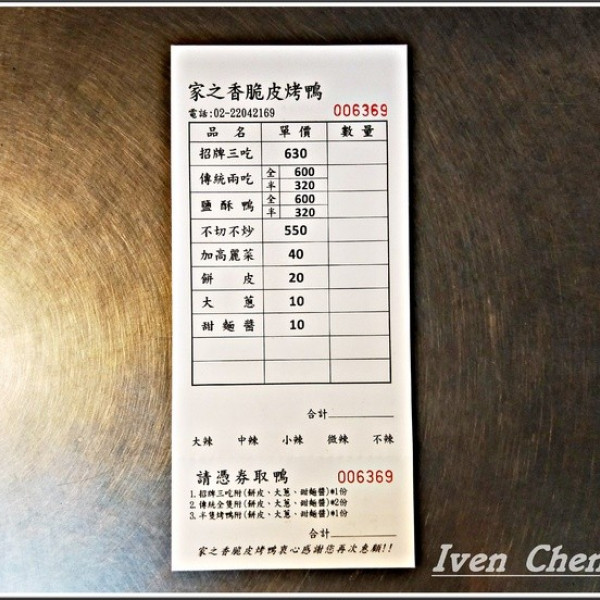 家之香脆皮烤鴨
電話:02-22042169 006369
品名 單價 數量
招牌三吃 630
傳統兩吃 全 600
半 320
鹽酥鴨 全 600
半 320
不切不炒 550
加高麗菜 40
餅皮 20
大蔥 10
甜麵醬 10
合計
大辣 中辣 小辣 微辣 不辣
請憑券取鴨 006369
1.招牌三吃附(餅皮、大蔥、甜麵醬)*1份
2.傳統全隻附(餅皮、大蔥、甜麵醬)*2份
3.半隻烤鴨附(餅皮、大蔥、甜麵醬)*1份
合計
家之香脆皮烤鴨衷心感謝您再次惠顧!!
Iven Chen